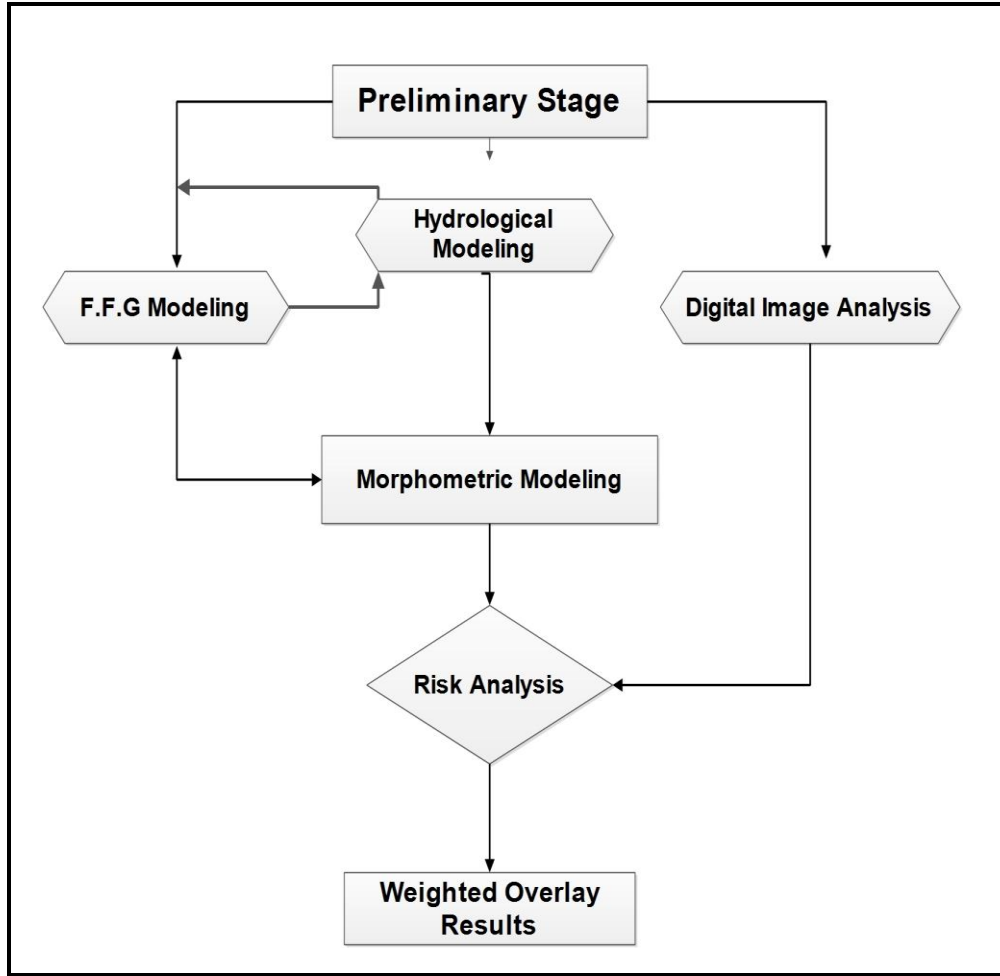 Preliminary Stage
Hydrological
Modeling
F.F.G Modeling
Digital Image Analysis
Morphometric Modeling
Risk Analysis
Weighted Overlay
Results